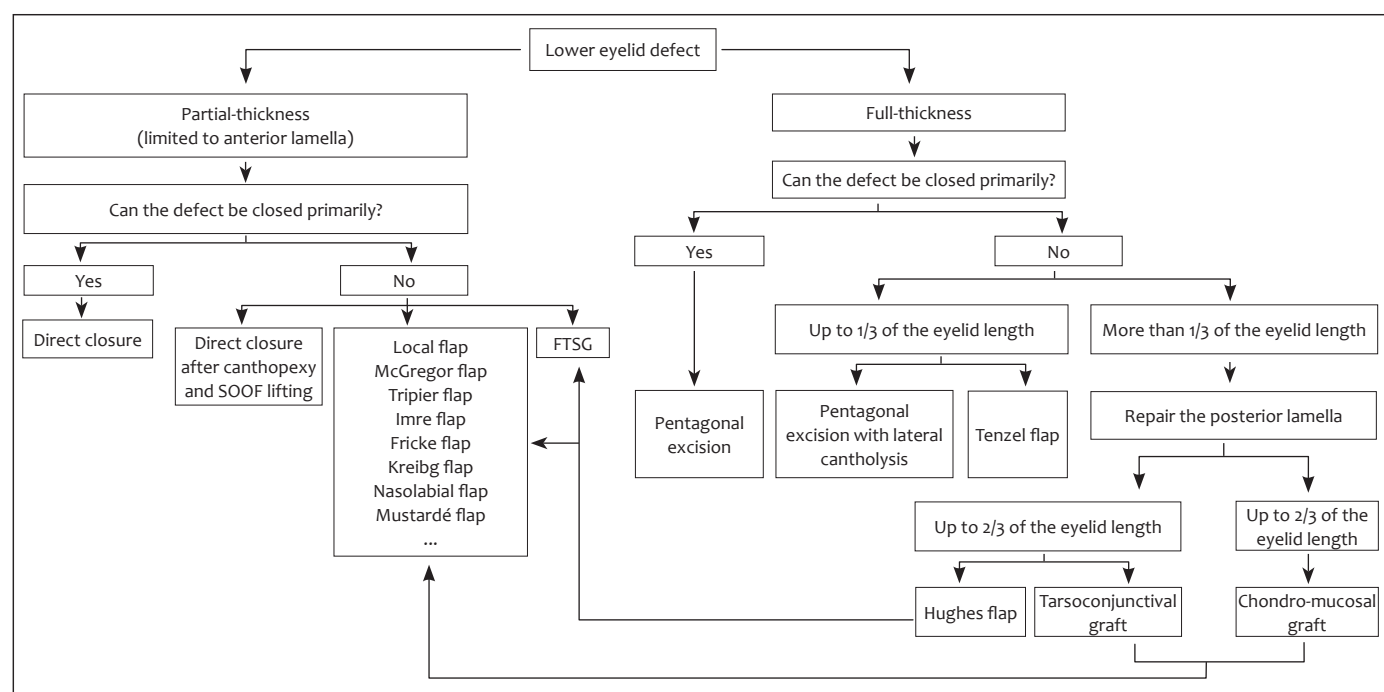 Lower eyelid defect
Partial-thickness
(limited to anterior lamella)
Full-thickness
Can the defect be closed primarily?
Can the defect be closed primarily?
Yes
No
Yes
No
Direct closure
Direct closure
after canthopexy
and SOOF lifting
Local flap
McGregor flap
Tripier flap
Imre flap
Fricke flap
Kreibg flap
Nasolabial flap
Mustardé flap
...
FTSG
Up to 1/3 of the eyelid length
More than 1/3 of the eyelid length
Pentagonal
excision
Pentagonal
excision with lateral
cantholysis
Tenzel flap
Repair the posterior lamella
Up to 2/3 of the eyelid length
Up to 2/3 of the
eyelid length
Hughes flap
Tarsoconjunctival
graft
Chondro-mucosal
graft